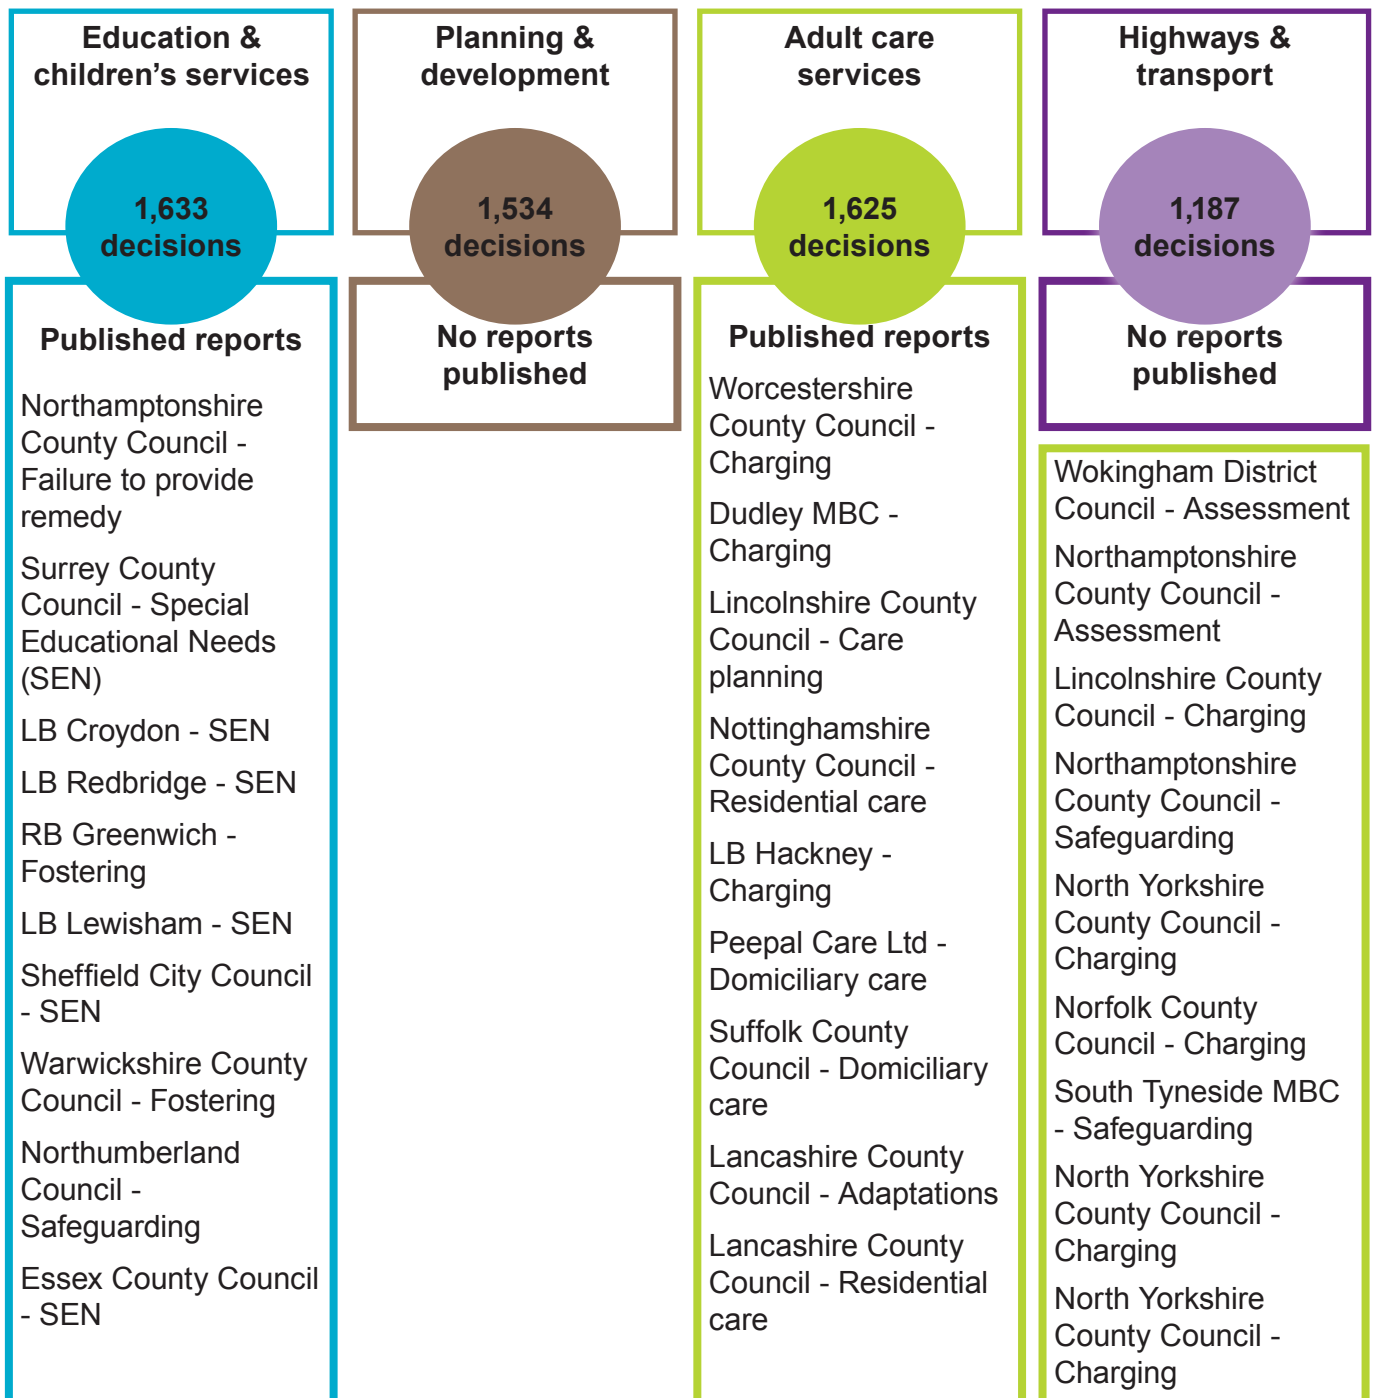 Education &
children’s services
1,633
decisions
Published reports
Northamptonshire
County Council -
Failure to provide
remedy
Surrey County
Council - Special
Educational Needs
(SEN)
LB Croydon - SEN
LB Redbridge - SEN
RB Greenwich -
Fostering
LB Lewisham - SEN
Sheffield City Council
- SEN
Warwickshire County
Council - Fostering
Northumberland
Council -
Safeguarding
Essex County Council
- SEN
Planning &
development
1,534
decisions
No reports
published
Adult care
services
1,625
decisions
Published reports
Worcestershire
County Council -
Charging
Dudley MBC -
Charging
Lincolnshire County
Council - Care
planning
Nottinghamshire
County Council -
Residential care
LB Hackney -
Charging
Peepal Care Ltd -
Domiciliary care
Suffolk County
Council - Domiciliary
care
Lancashire County
Council - Adaptations
Lancashire County
Council - Residential
care
Highways &
transport
1,187
decisions
No reports
published
Wokingham District
Council - Assessment
Northamptonshire
County Council -
Assessment
Lincolnshire County
Council - Charging
Northamptonshire
County Council -
Safeguarding
North Yorkshire
County Council -
Charging
Norfolk County
Council - Charging
South Tyneside MBC
- Safeguarding
North Yorkshire
County Council -
Charging
North Yorkshire
County Council -
Charging